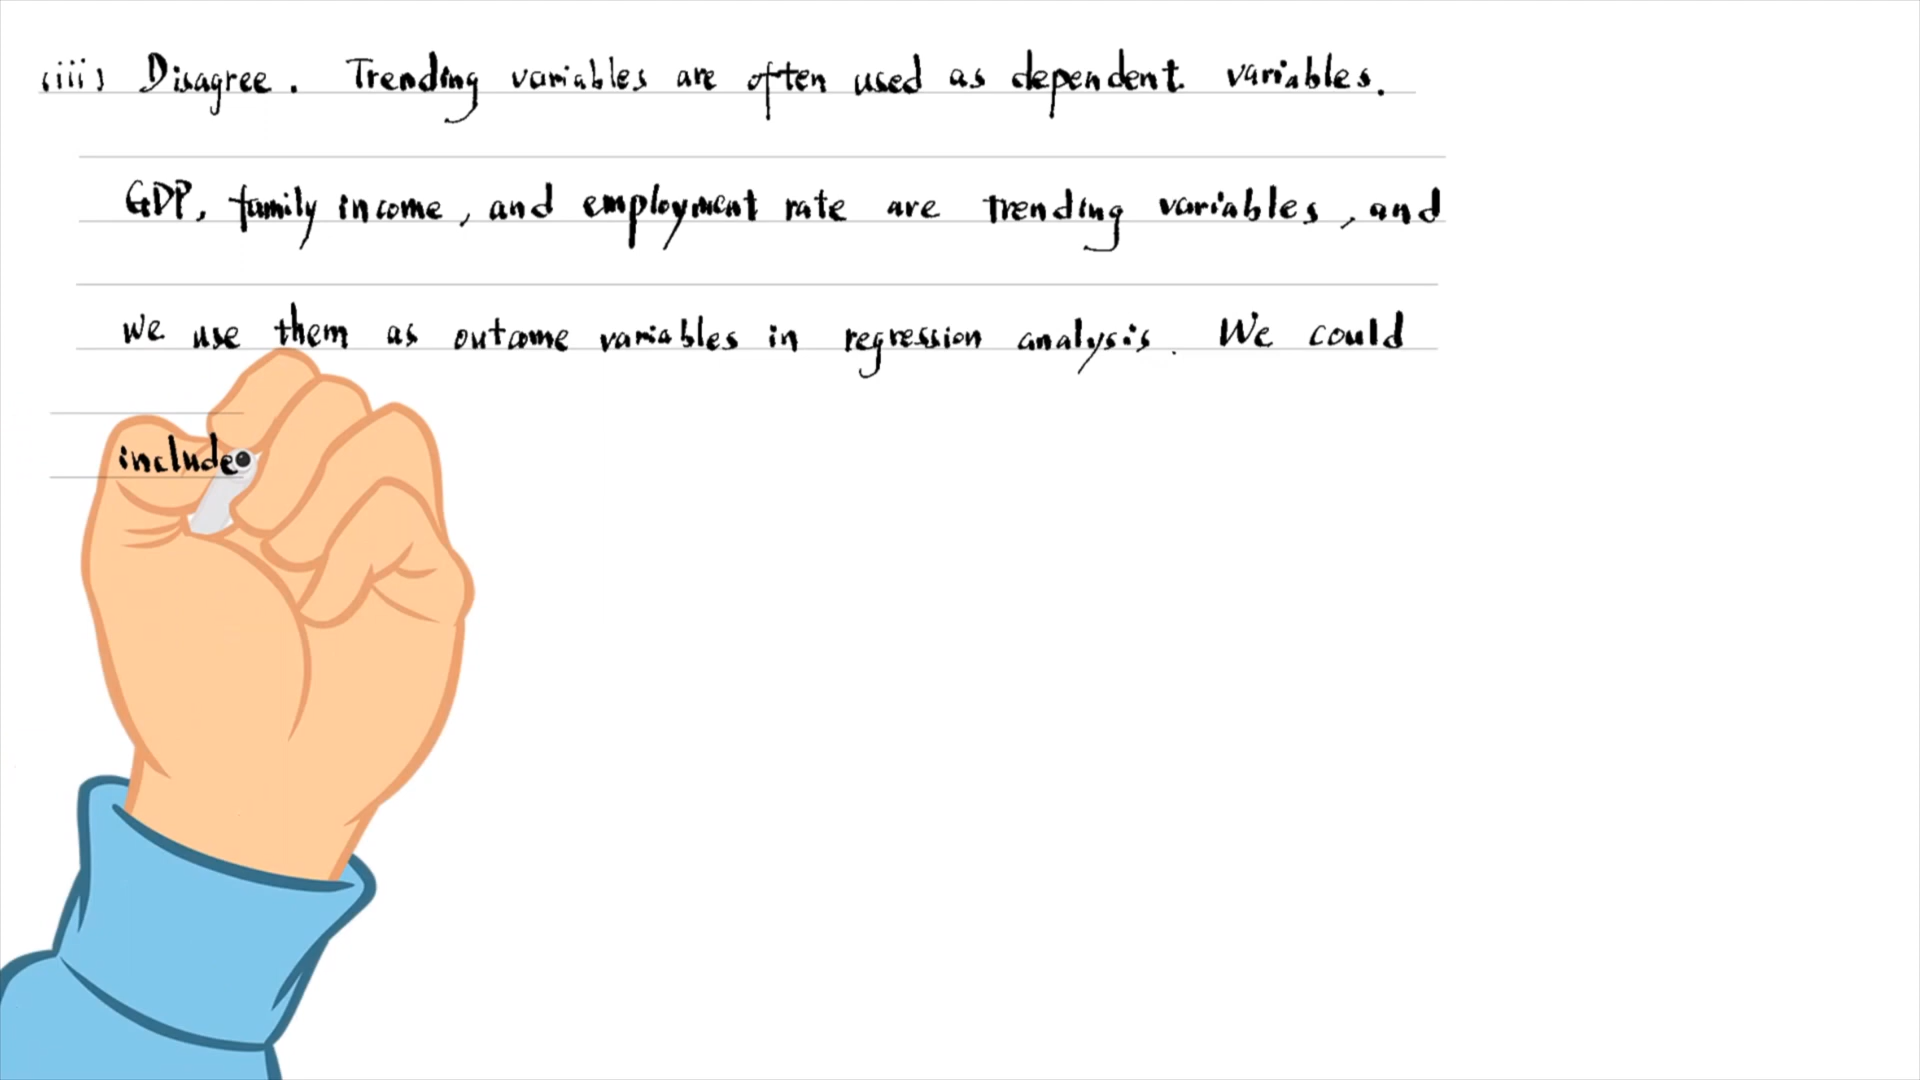 (iii) Disagree. Trending variables are often used as dependent variables.
GDP, family income, and employment rate are trending variables, and
we use them as outcome variables in regression analysis. We could
include